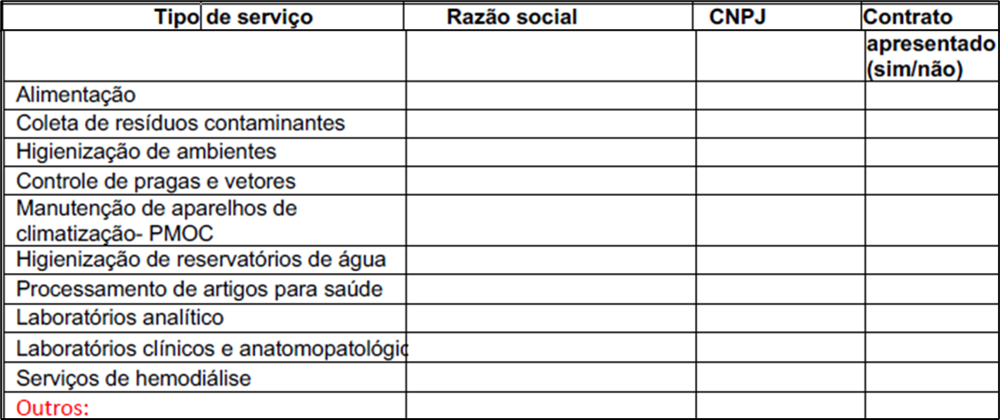 Tipo de serviço Razão social CNPJ Contrato
apresentado
(sim/não)
Alimentação
Coleta de resíduos contaminantes
Higienização de ambientes
Controle de pragas e vetores
Manutenção de aparelhos de
climatização- PMOC
Higienização de reservatórios de água
Processamento de artigos para saúde
Laboratórios analítico
Laboratórios clínicos e anatomopatológic
Serviços de hemodiálise
Outros: